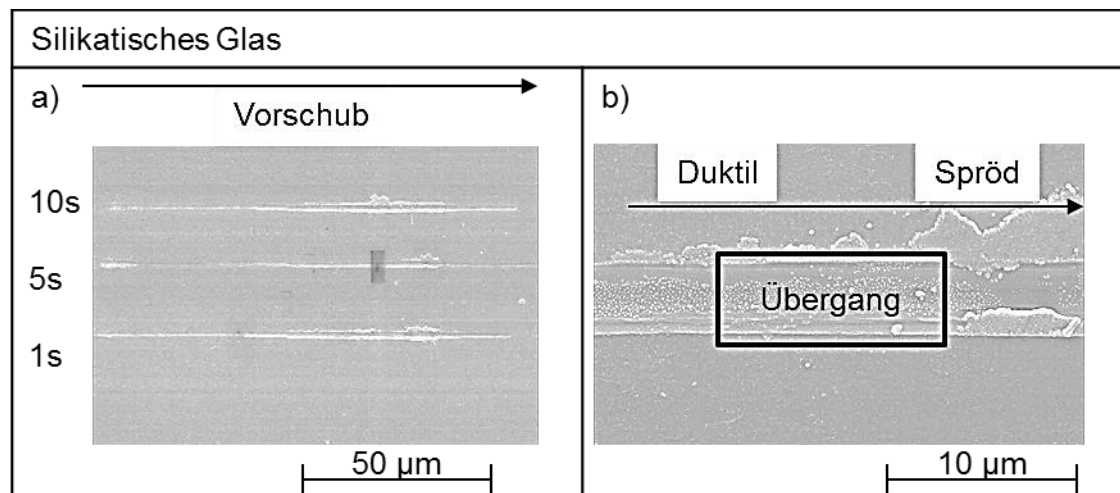 Silikatisches Glas
a)
Vorschub
10s
5s
1s
50 µm
b)
Duktil
Spröd
Übergang
10 µm